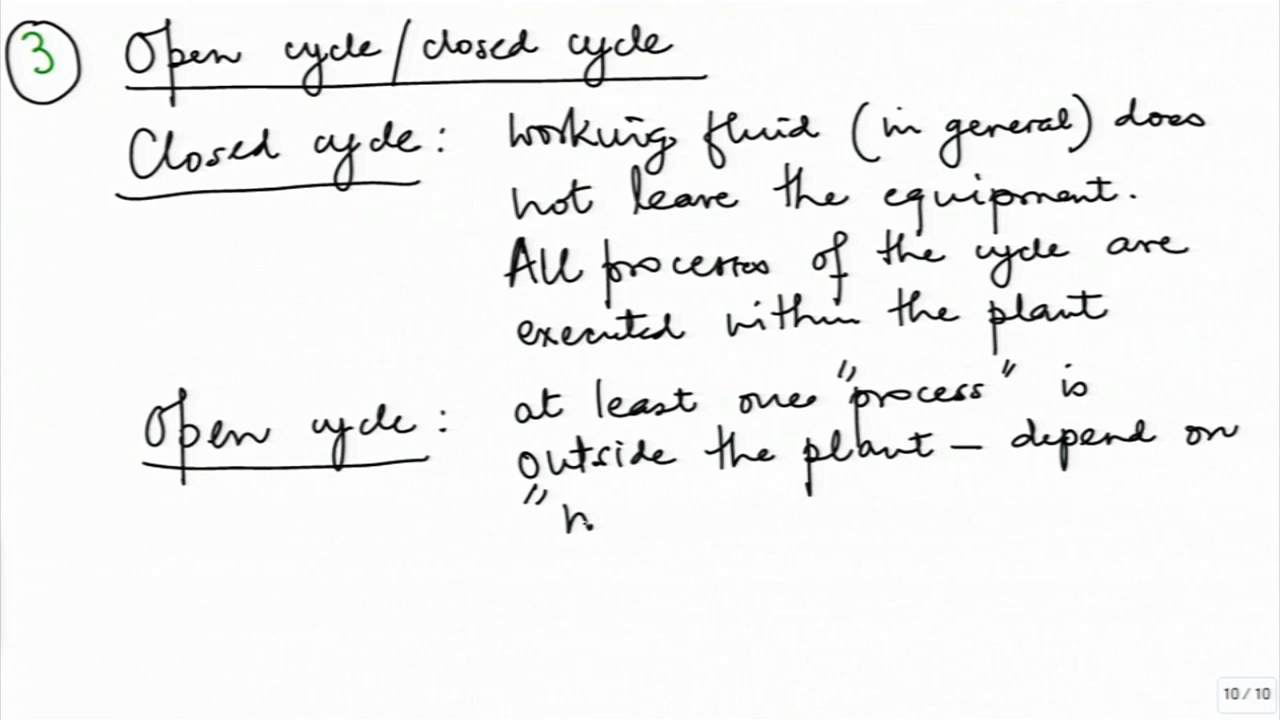 3 Open cycle/closed cycle
Closed cycle: working fluid (in general) does
not leave the equipment.
All processes of the cycle are
executed within the plant
Open cycle: at least one "process" is
outside the plant – depend on
"n
10 / 10